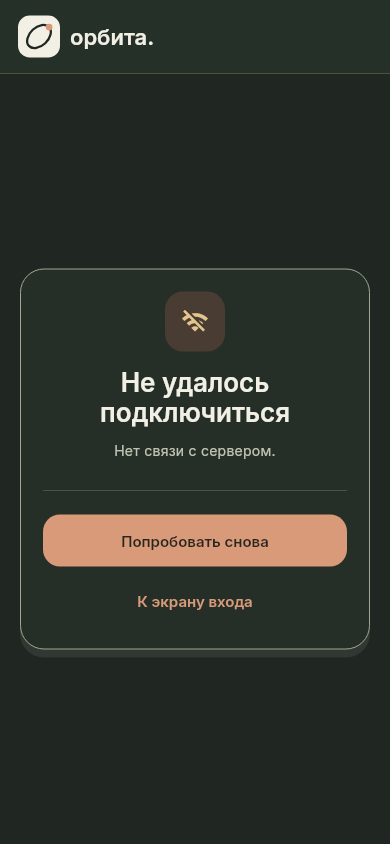 орбита.
Не удалось
подключиться
Нет связи с сервером.
Попробовать снова
К экрану входа